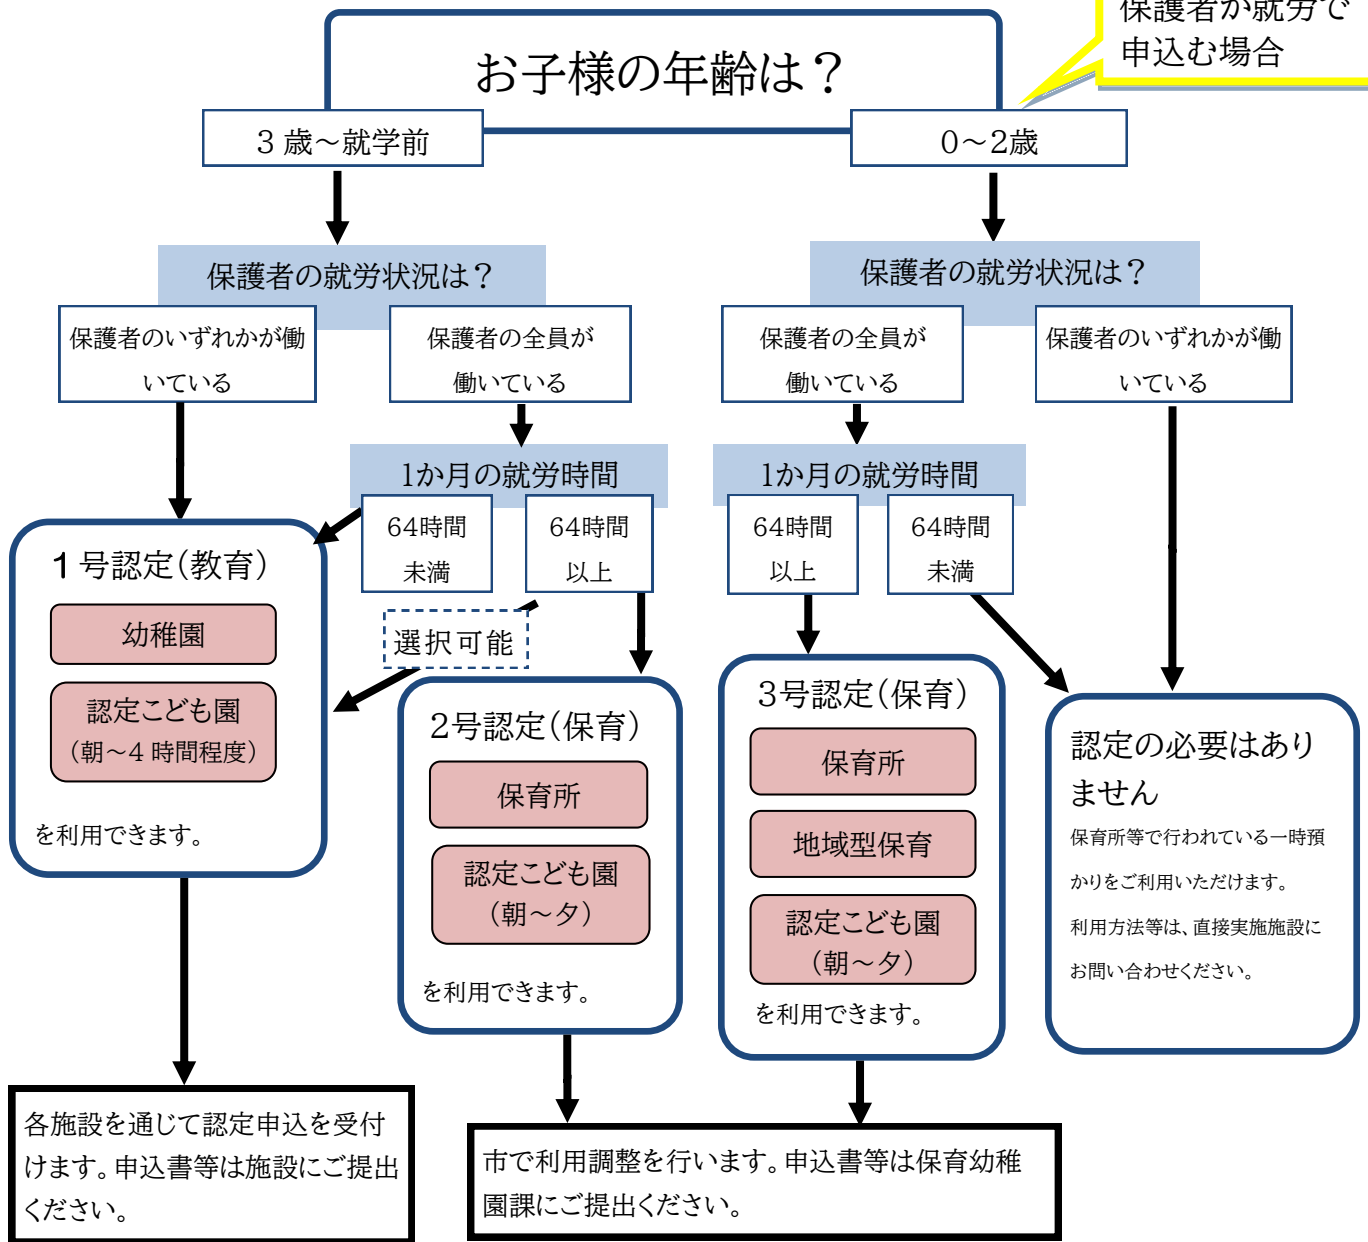 保護者が就労で
申込む場合
お子様の年齢は？
3歳～就学前
0～2歳
保護者の就労状況は？
保護者の就労状況は？
保護者のいずれかが働
いている
保護者の全員が
働いている
保護者の全員が
働いている
保護者のいずれかが働
いている
1か月の就労時間
1か月の就労時間
64時間
未満
64時間
以上
64時間
以上
64時間
未満
選択可能
1号認定（教育）
幼稚園
認定こども園
（朝～4時間程度）
を利用できます。
2号認定（保育）
保育所
認定こども園
（朝～夕）
を利用できます。
3号認定（保育）
保育所
地域型保育
認定こども園
（朝～夕）
を利用できます。
認定の必要はあり
ません
保育所等で行われている一時預
かりをご利用いただけます。
利用方法等は、直接実施施設に
お問い合わせください。
各施設を通じて認定申込を受付
けます。申込書等は施設にご提出
ください。
市で利用調整を行います。申込書等は保育幼稚
園課にご提出ください。